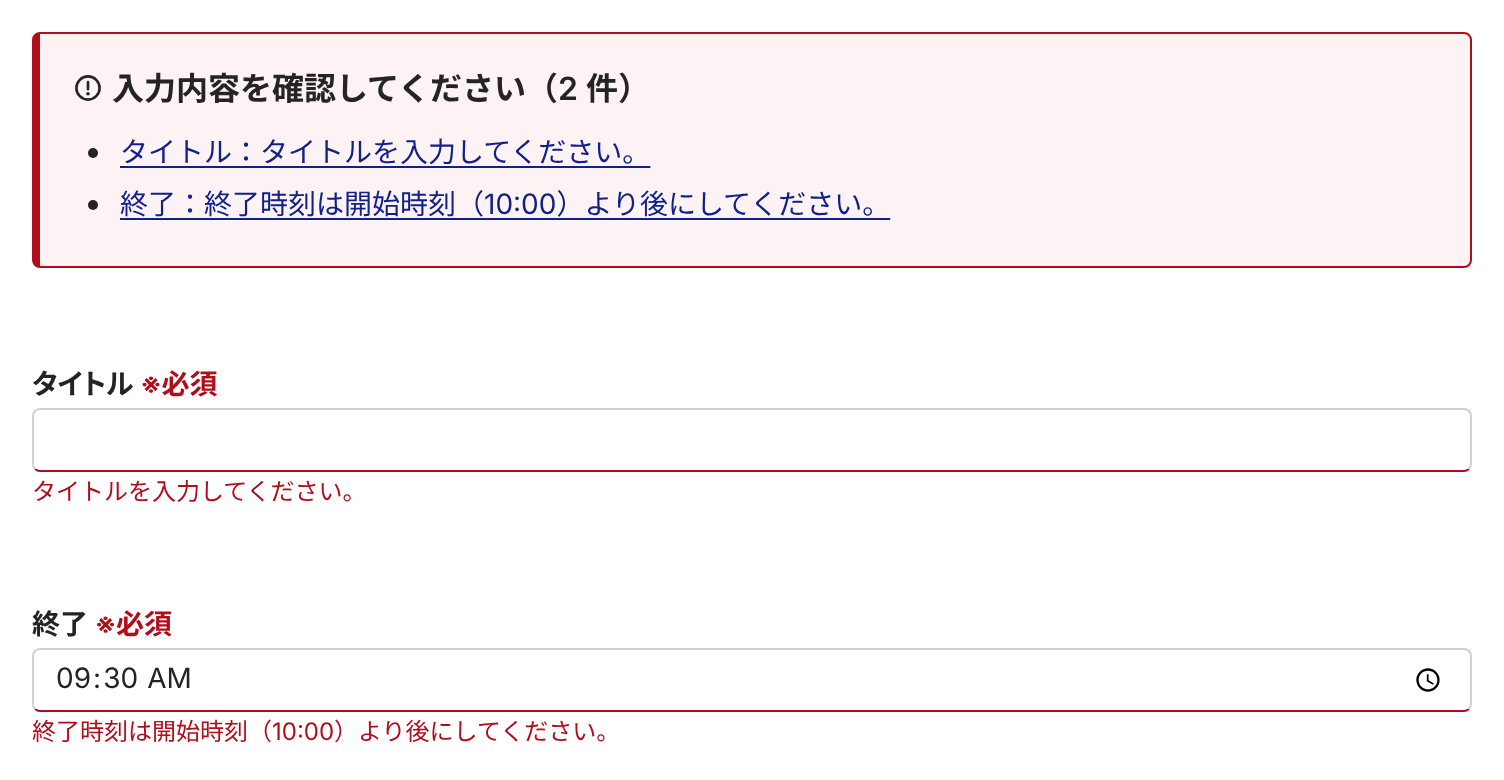 入力内容を確認してください（2 件）
タイトル：タイトルを入力してください。
終了：終了時刻は開始時刻（10:00）より後にしてください。
タイトル ※必須
タイトルを入力してください。
終了 ※必須
09:30 AM
終了時刻は開始時刻（10:00）より後にしてください。